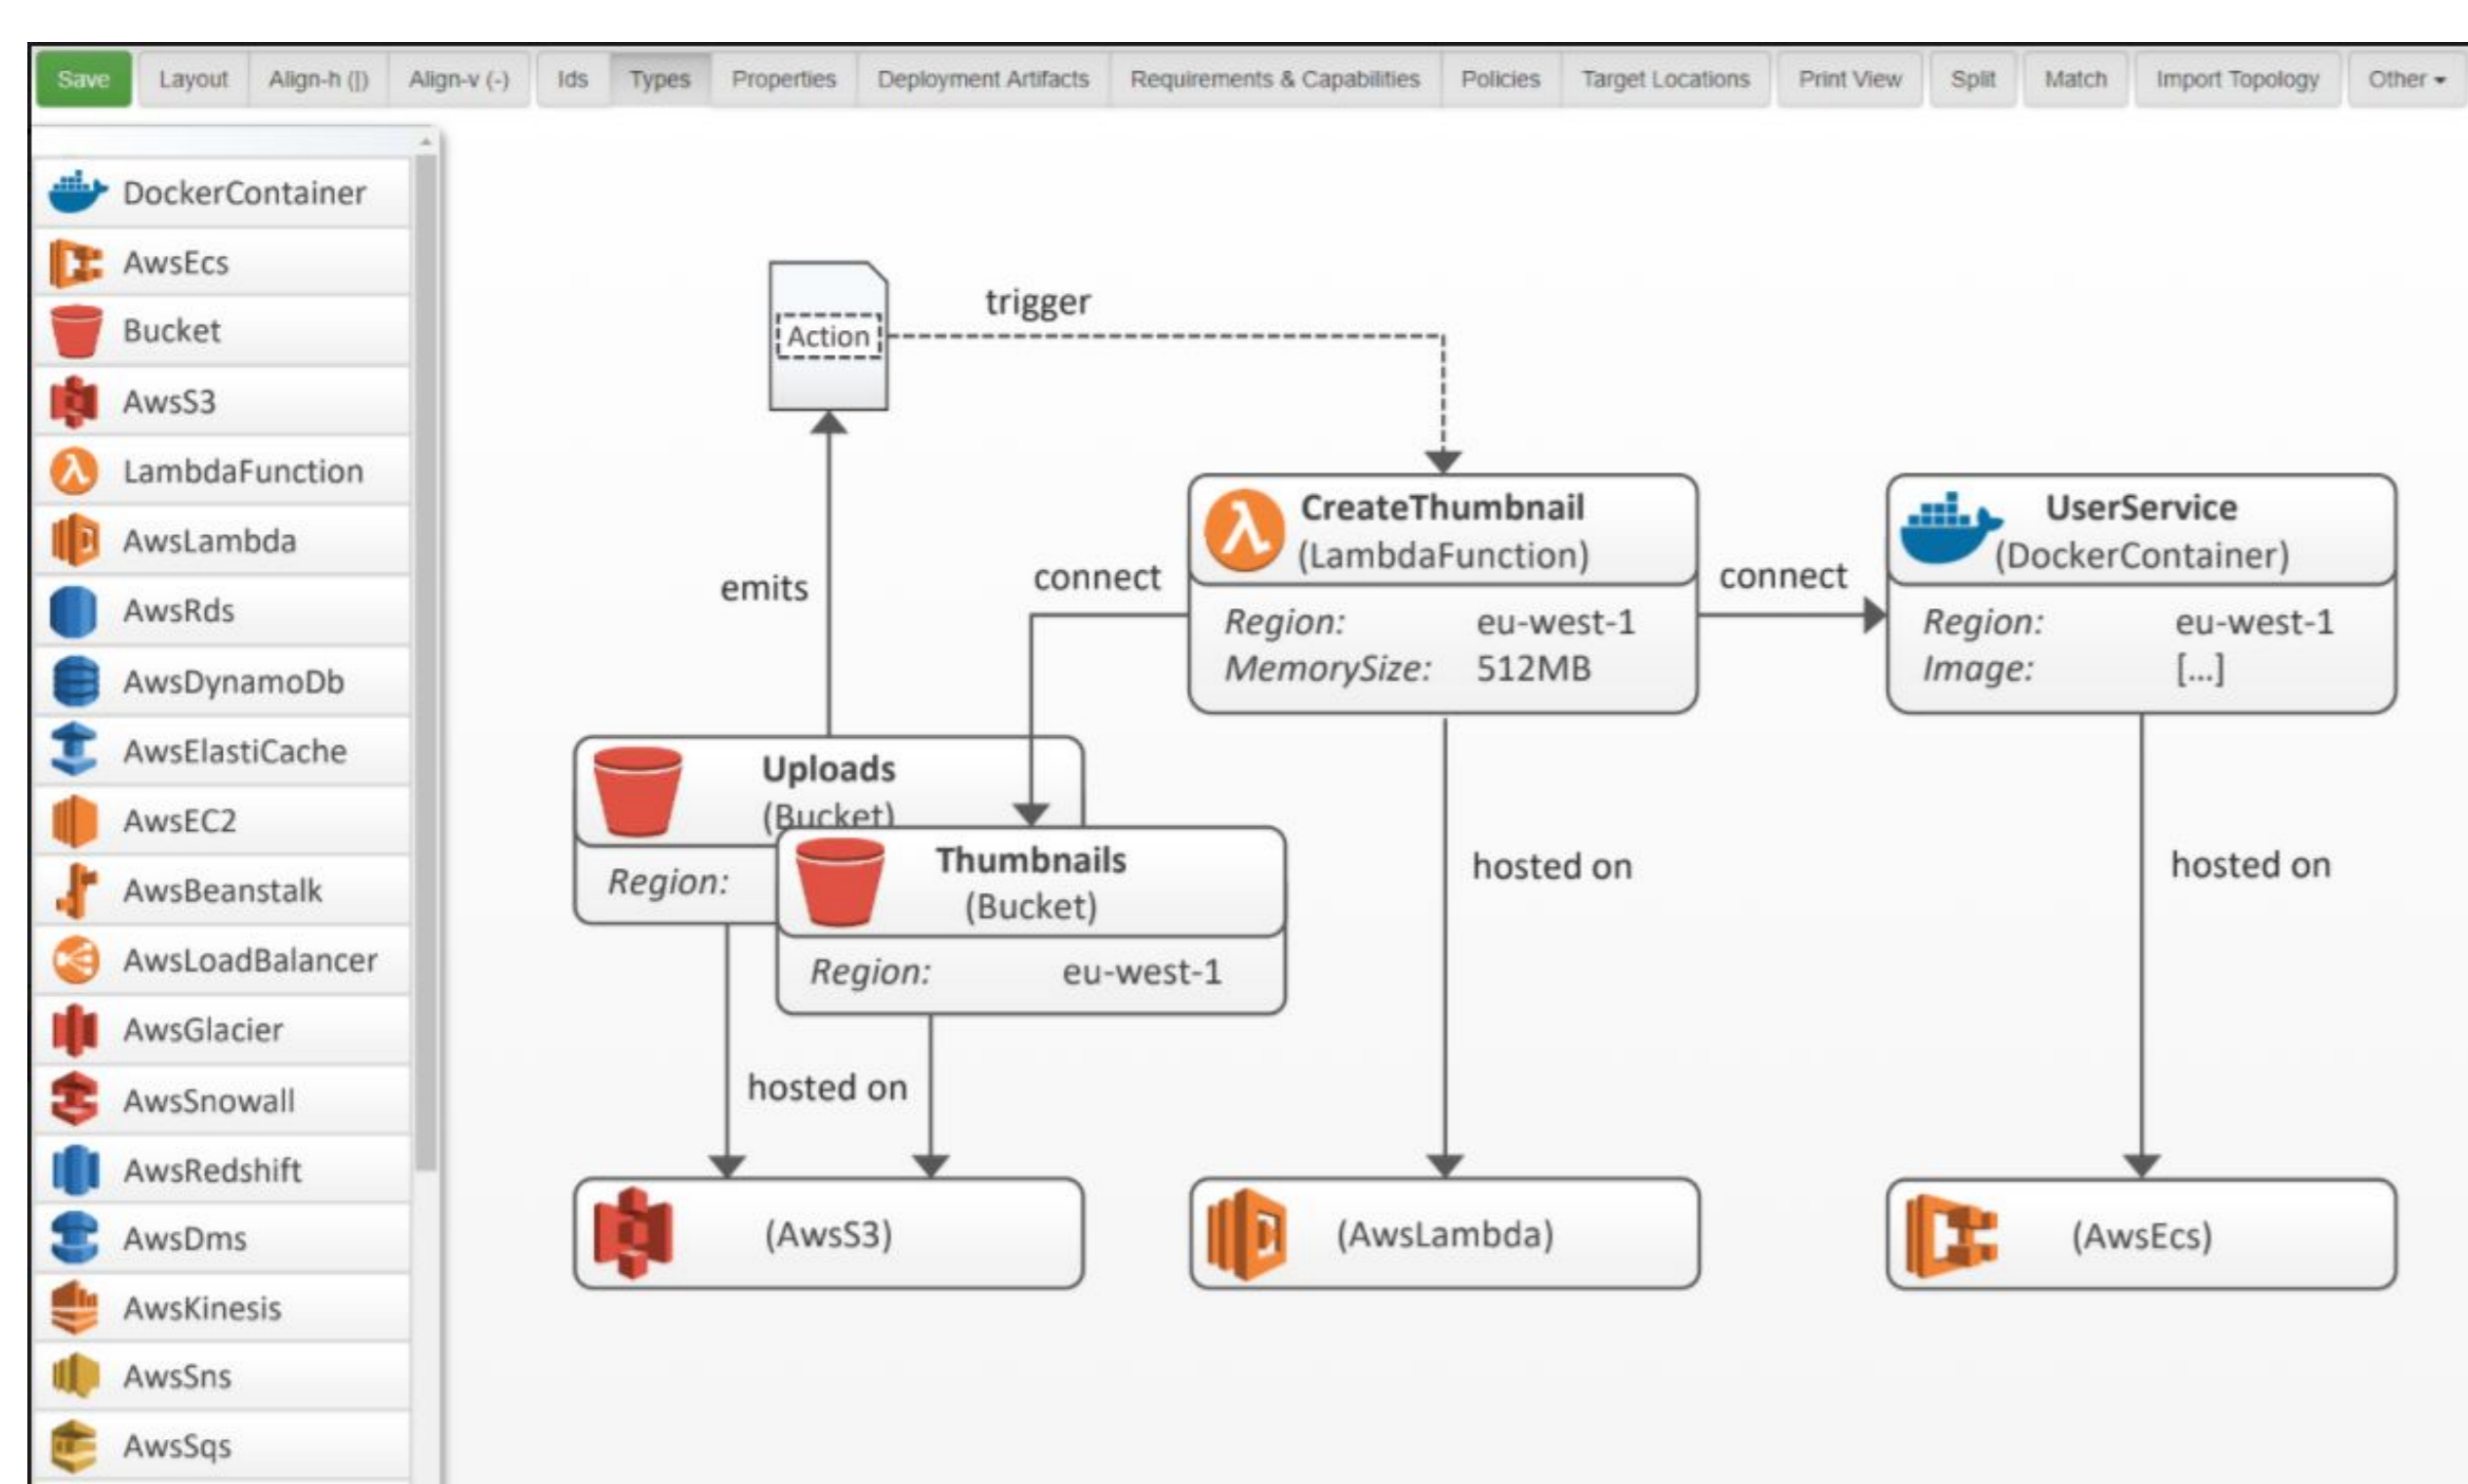 Save Layout Align-h (|) Align-v (-) Ids Types Properties Deployment Artifacts Requirements & Capabilities Policies Target Locations Print View Split Match Import Topology Other
DockerContainer
AwsEcs
Bucket
AwsS3
LambdaFunction
AwsLambda
AwsRds
AwsDynamoDb
AwsElastiCache
AwsEC2
AwsBeanstalk
AwsLoadBalancer
AwsGlacier
AwsSnowall
AwsRedshift
AwsDms
AwsKinesis
AwsSns
AwsSqs
Action
trigger
emits
connect
CreateThumbnail
(LambdaFunction)
Region: eu-west-1
MemorySize: 512MB
connect
UserService
(DockerContainer)
Region: eu-west-1
Image: [...]
Uploads
(Bucket)
Region:
Thumbnails
(Bucket)
Region: eu-west-1
hosted on
hosted on
hosted on
(AwsS3)
(AwsLambda)
(AwsEcs)